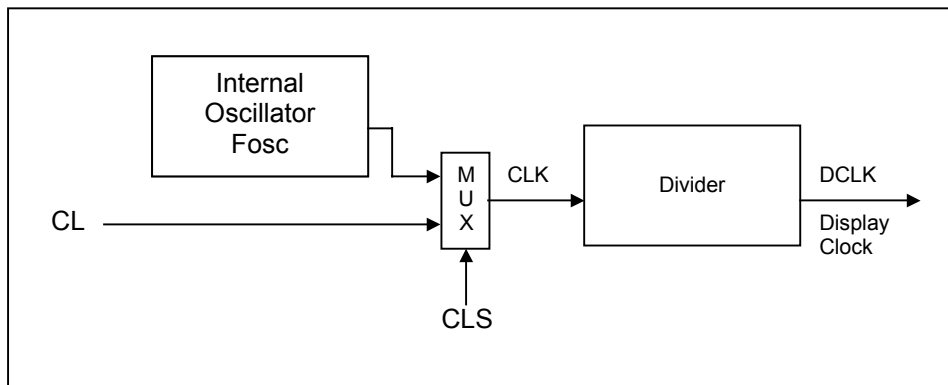 Internal
Oscillator
Fosc
M
U
X
CLK
Divider
DCLK
CL
Display
Clock
CLS